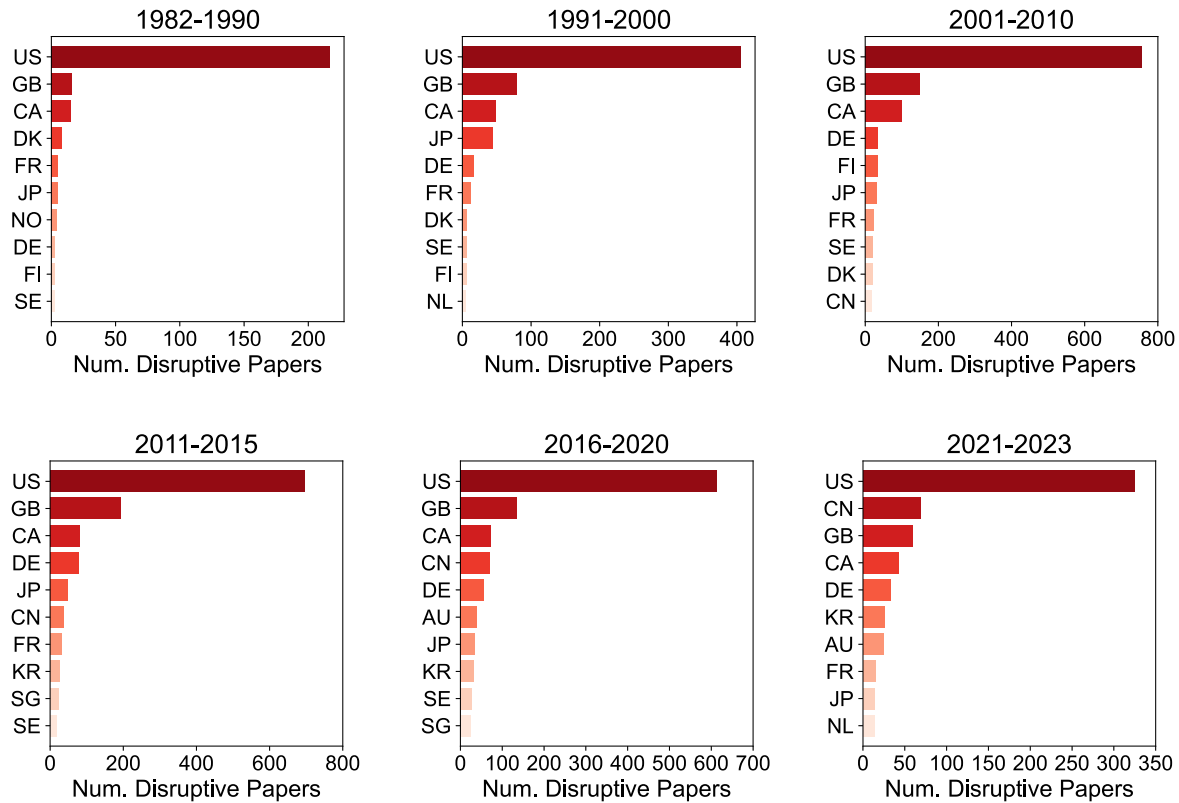 1982-1990
US
GB
CA
DK
FR
JP
NO
DE
FI
SE
0 50 100 150 200
Num. Disruptive Papers
1991-2000
US
GB
CA
JP
DE
FR
DK
SE
FI
NL
0 100 200 300 400
Num. Disruptive Papers
2001-2010
US
GB
CA
DE
FI
JP
FR
SE
DK
CN
0 200 400 600 800
Num. Disruptive Papers
2011-2015
US
GB
CA
DE
JP
CN
FR
KR
SG
SE
0 200 400 600 800
Num. Disruptive Papers
2016-2020
US
GB
CA
CN
DE
AU
JP
KR
SE
SG
0 100 200 300 400 500 600 700
Num. Disruptive Papers
2021-2023
US
CN
GB
CA
DE
KR
AU
FR
JP
NL
0 50 100 150 200 250 300 350
Num. Disruptive Papers